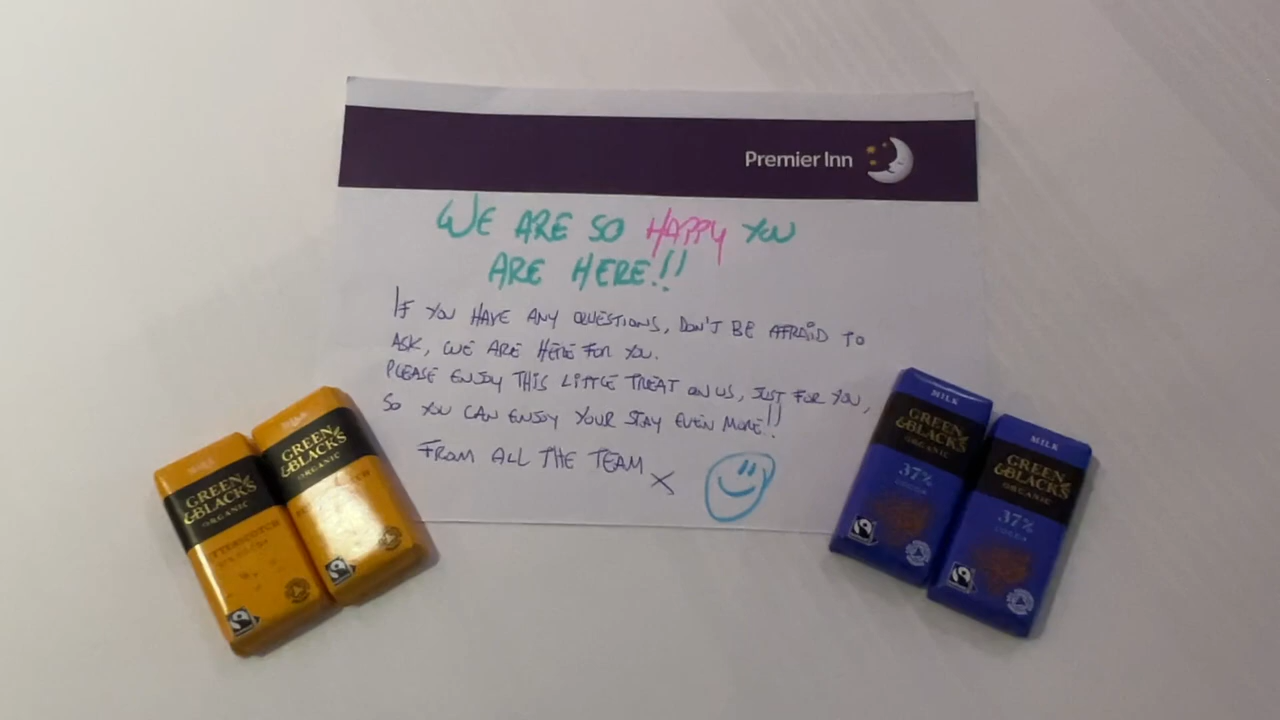 Premier Inn
WE ARE SO HAPPY YOU
ARE HERE!!
IF YOU HAVE ANY QUESTIONS, DON'T BE AFRAID TO
ASK, WE ARE HERE FOR YOU.
PLEASE ENJOY THIS LITTLE TREAT ON US, JUST FOR YOU,
SO YOU CAN ENJOY YOUR STAY EVEN MORE!!
FROM ALL THE TEAM X
MILK
GREEN
&BLACK'S
ORGANIC
BUTTERSCOTCH
MILK
GREEN
&BLACK'S
ORGANIC
MILK
GREEN
&BLACK'S
ORGANIC
37%
COCOA
MILK
GREEN
&BLACK'S
ORGANIC
37%
COCOA